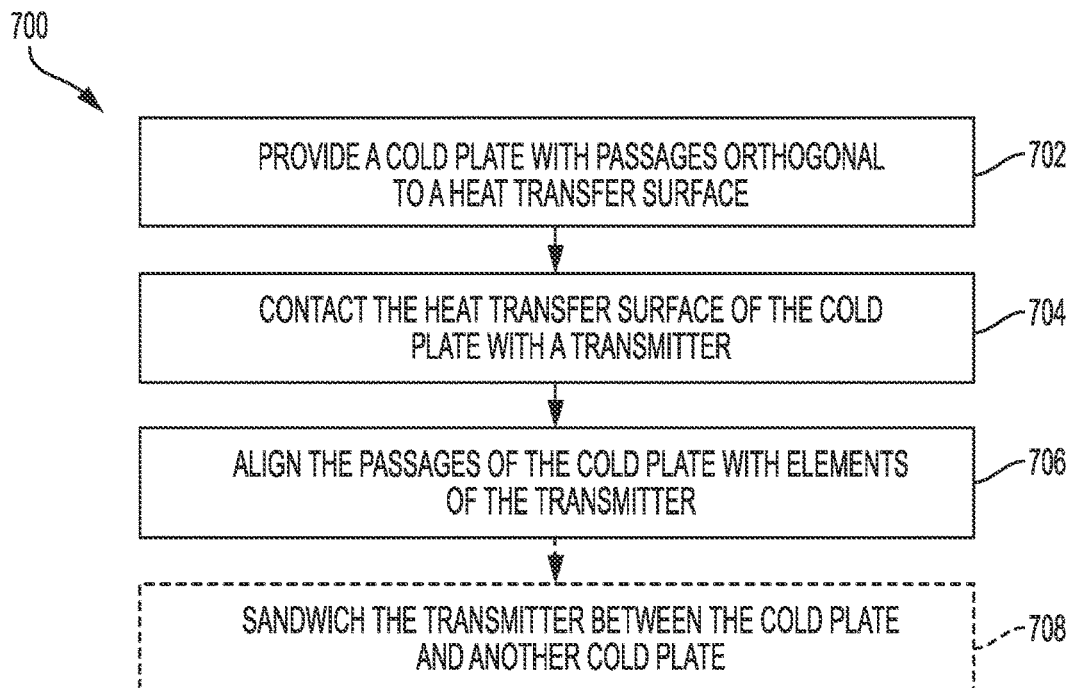 700
PROVIDE A COLD PLATE WITH PASSAGES ORTHOGONAL
TO A HEAT TRANSFER SURFACE
702
CONTACT THE HEAT TRANSFER SURFACE OF THE COLD
PLATE WITH A TRANSMITTER
704
ALIGN THE PASSAGES OF THE COLD PLATE WITH ELEMENTS
OF THE TRANSMITTER
706
SANDWICH THE TRANSMITTER BETWEEN THE COLD PLATE
AND ANOTHER COLD PLATE
708